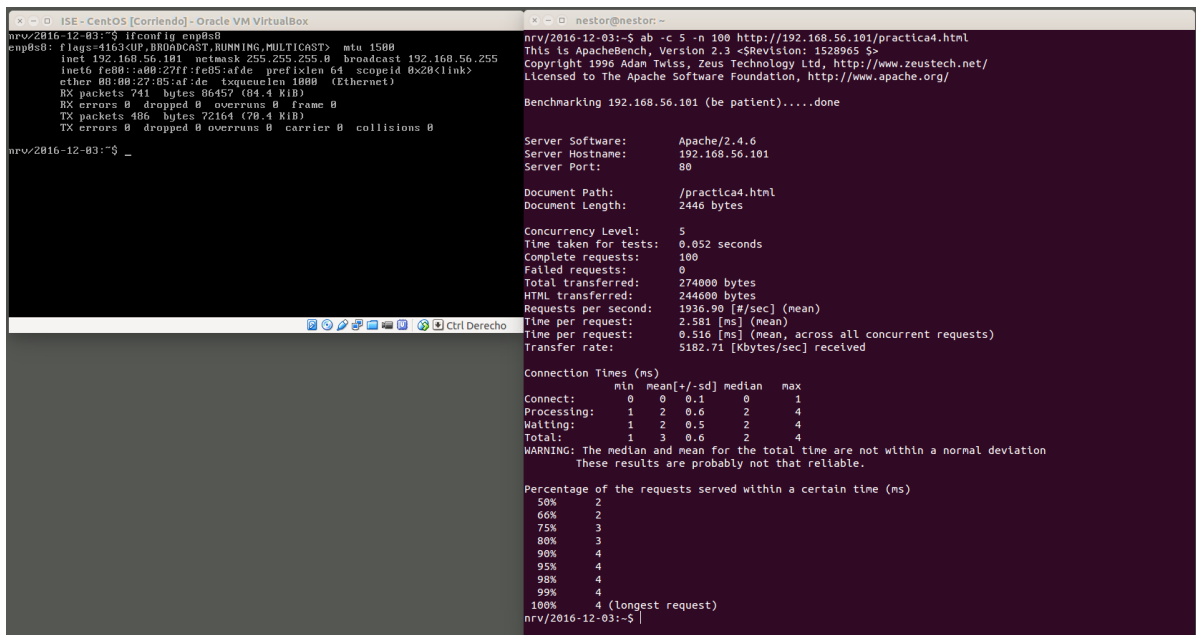 ISE - CentOS [Corriendo] - Oracle VM VirtualBox
nrv/2016-12-03:~$ ifconfig enp0s8
enp0s8: flags=4163<UP,BROADCAST,RUNNING,MULTICAST>  mtu 1500
        inet 192.168.56.101  netmask 255.255.255.0  broadcast 192.168.56.255
        inet6 fe80::a00:27ff:fe85:afde  prefixlen 64  scopeid 0x20<link>
        ether 08:00:27:85:af:de  txqueuelen 1000  (Ethernet)
        RX packets 741  bytes 86457 (84.4 KiB)
        RX errors 0  dropped 0  overruns 0  frame 0
        TX packets 486  bytes 72164 (70.4 KiB)
        TX errors 0  dropped 0 overruns 0  carrier 0  collisions 0
nrv/2016-12-03:~$ _
Ctrl Derecho
nestor@nestor: ~
nrv/2016-12-03:~$ ab -c 5 -n 100 http://192.168.56.101/practica4.html
This is ApacheBench, Version 2.3 <$Revision: 1528965 $>
Copyright 1996 Adam Twiss, Zeus Technology Ltd, http://www.zeustech.net/
Licensed to The Apache Software Foundation, http://www.apache.org/
Benchmarking 192.168.56.101 (be patient).....done
Server Software:        Apache/2.4.6
Server Hostname:        192.168.56.101
Server Port:            80
Document Path:          /practica4.html
Document Length:        2446 bytes
Concurrency Level:      5
Time taken for tests:   0.052 seconds
Complete requests:      100
Failed requests:        0
Total transferred:      274000 bytes
HTML transferred:       244600 bytes
Requests per second:    1936.90 [#/sec] (mean)
Time per request:       2.581 [ms] (mean)
Time per request:       0.516 [ms] (mean, across all concurrent requests)
Transfer rate:          5182.71 [Kbytes/sec] received
Connection Times (ms)
              min  mean[+/-sd] median   max
Connect:        0    0   0.1      0       1
Processing:     1    2   0.6      2       4
Waiting:        1    2   0.5      2       4
Total:          1    3   0.6      2       4
WARNING: The median and mean for the total time are not within a normal deviation
        These results are probably not that reliable.
Percentage of the requests served within a certain time (ms)
  50%      2
  66%      2
  75%      3
  80%      3
  90%      4
  95%      4
  98%      4
  99%      4
 100%      4 (longest request)
nrv/2016-12-03:~$